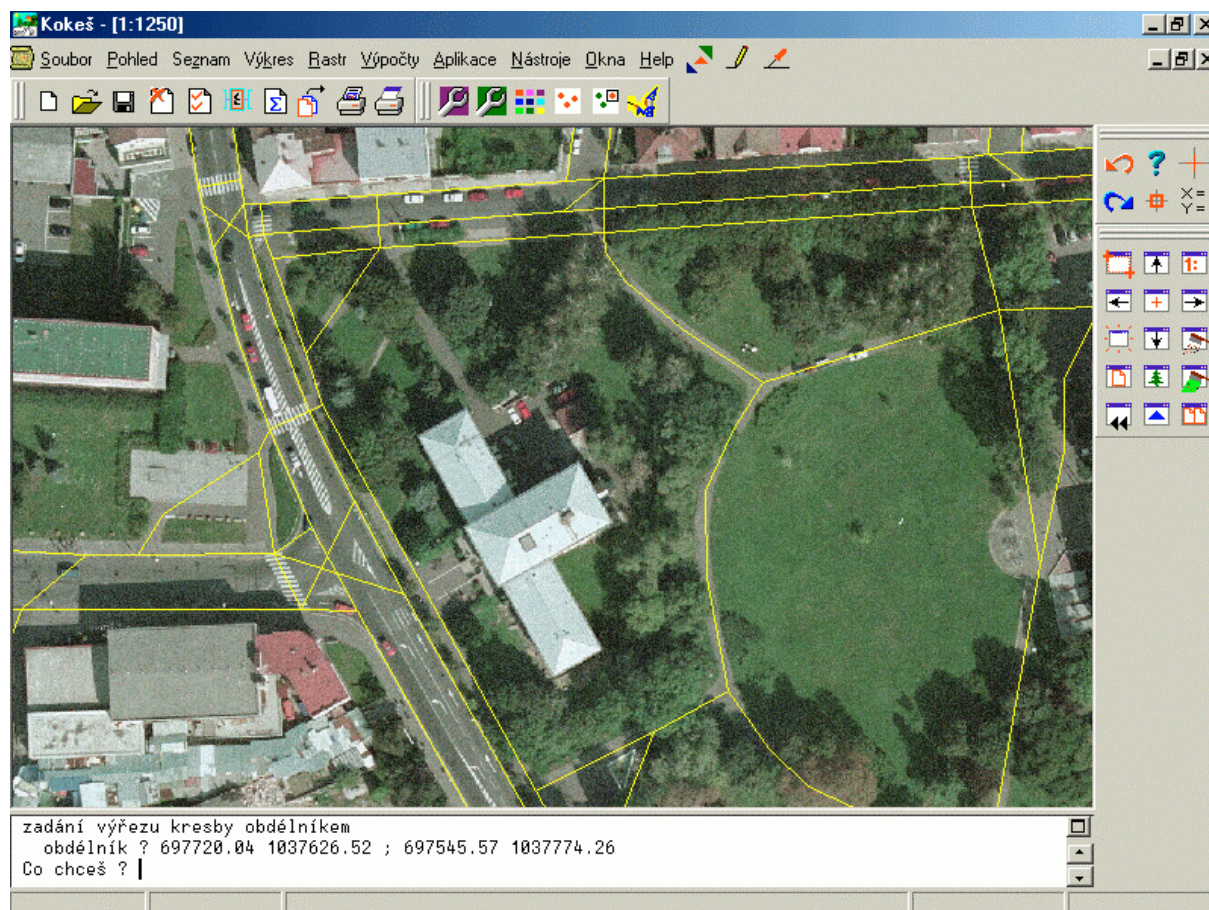 Kokeš - [1:1250]
Soubor Pohled Seznam Výkres Rastr Výpočty Aplikace Nástroje Okna Help
X=
Y=
1:
zadání výřezu kresby obdélníkem
obdélník ? 697720.04 1037626.52 ; 697545.57 1037774.26
Co chceš ?